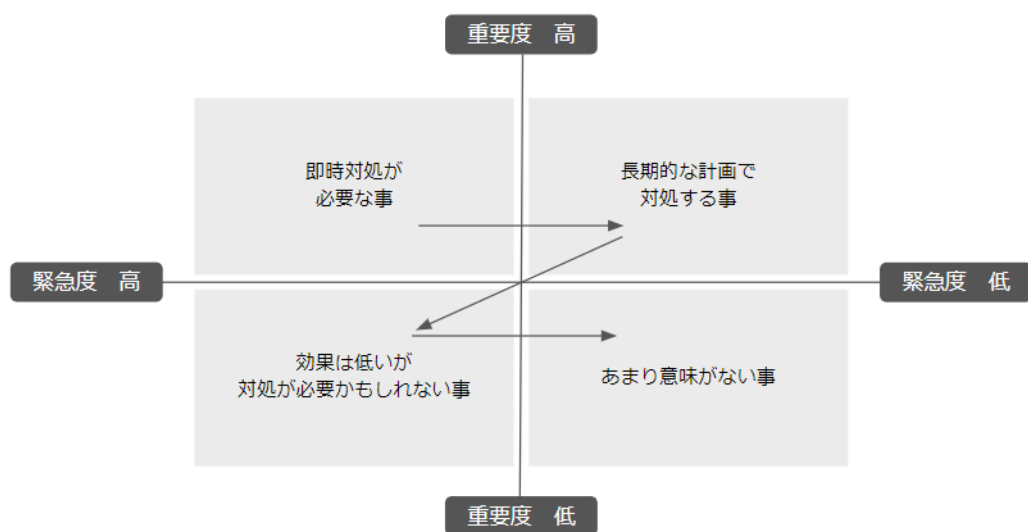 重要度　高
即時対処が
必要な事
長期的な計画で
対処する事
緊急度　高
緊急度　低
効果は低いが
対処が必要かもしれない事
あまり意味がない事
重要度　低